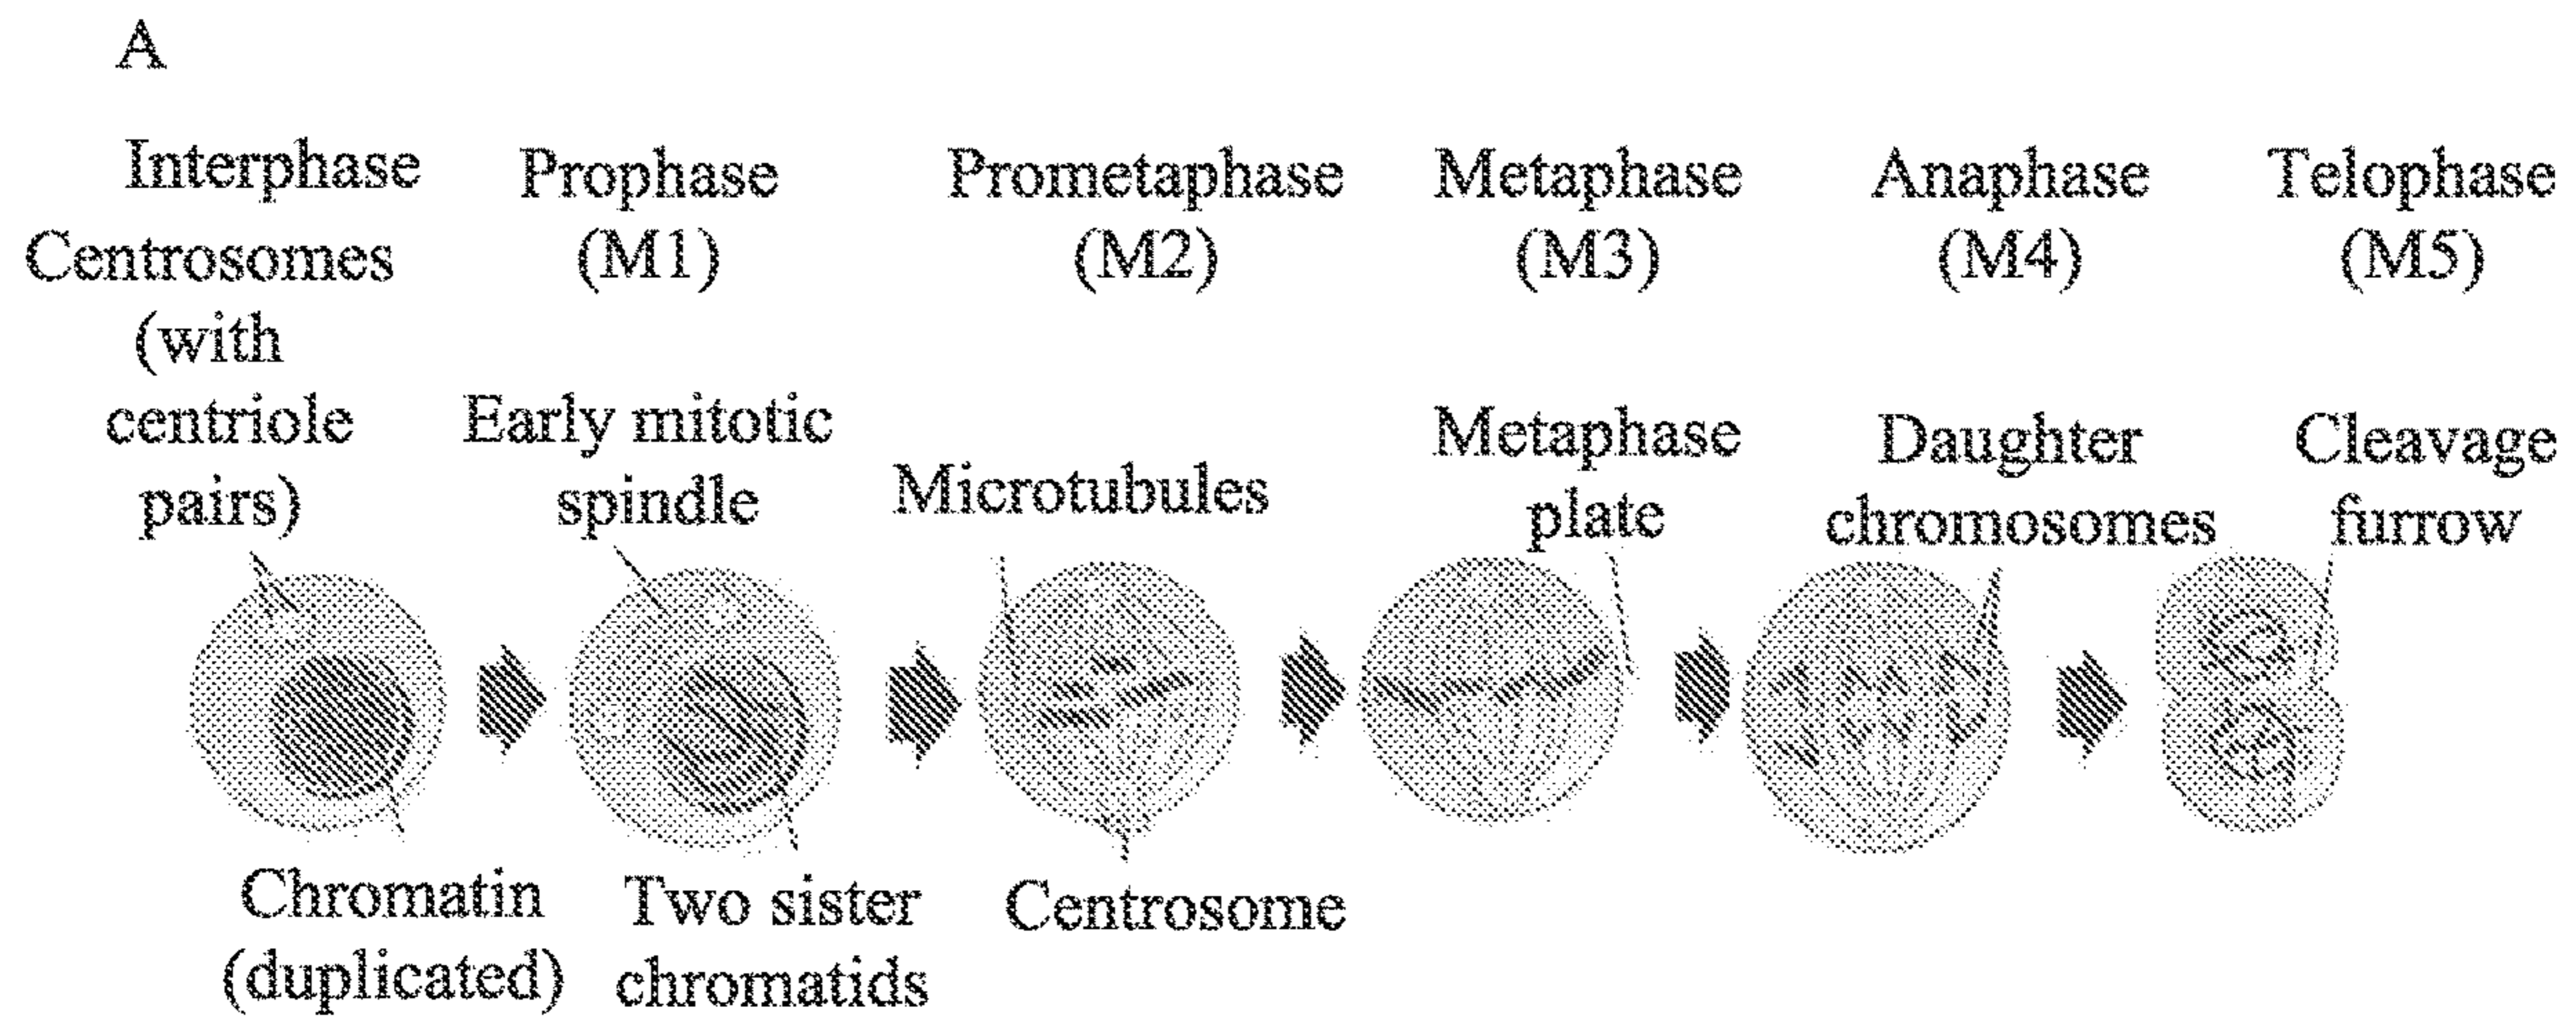 A
Interphase
Prophase
(M1)
Prometaphase
(M2)
Metaphase
(M3)
Anaphase
(M4)
Telophase
(M5)
Centrosomes
(with
centriole
pairs)
Early mitotic
spindle
Microtubules
Metaphase
plate
Daughter
chromosomes
Cleavage
furrow
Chromatin
(duplicated)
Two sister
chromatids
Centrosome